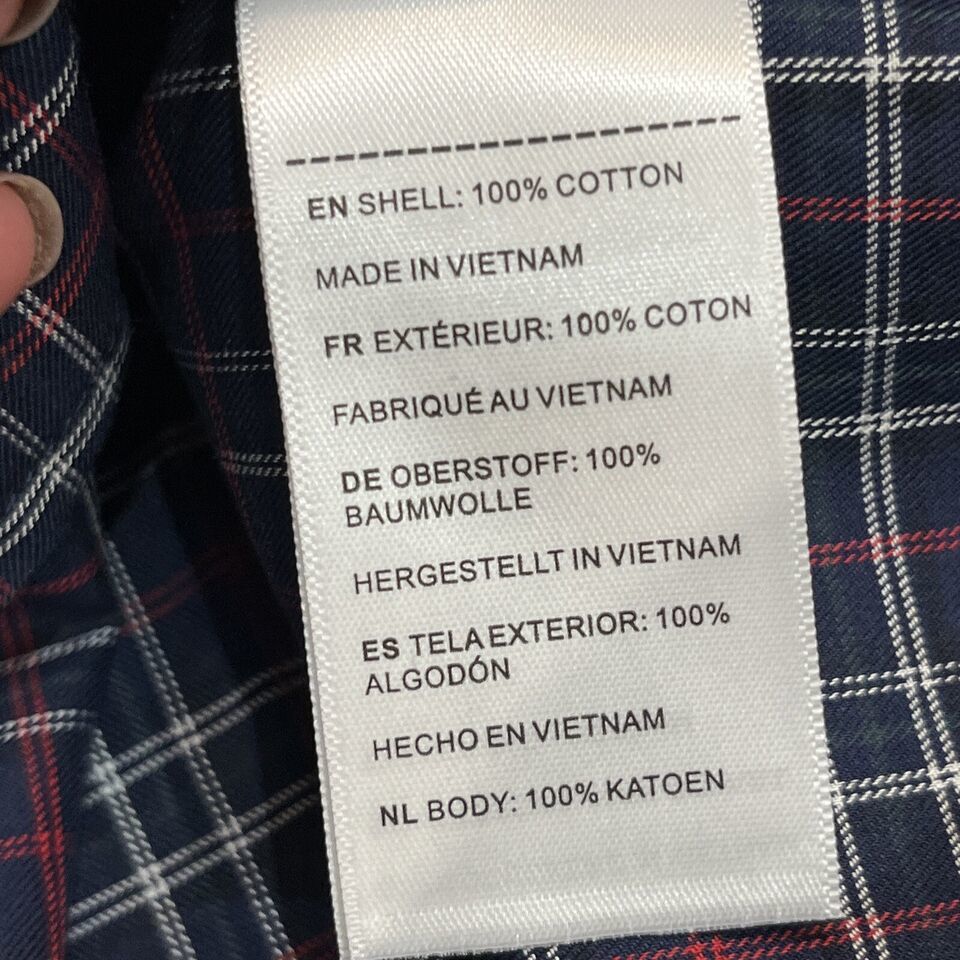 EN SHELL: 100% COTTON
MADE IN VIETNAM
FR EXTÉRIEUR: 100% COTON
FABRIQUÉ AU VIETNAM
DE OBERSTOFF: 100%
BAUMWOLLE
HERGESTELLT IN VIETNAM
ES TELA EXTERIOR: 100%
ALGODÓN
HECHO EN VIETNAM
NL BODY: 100% KATOEN